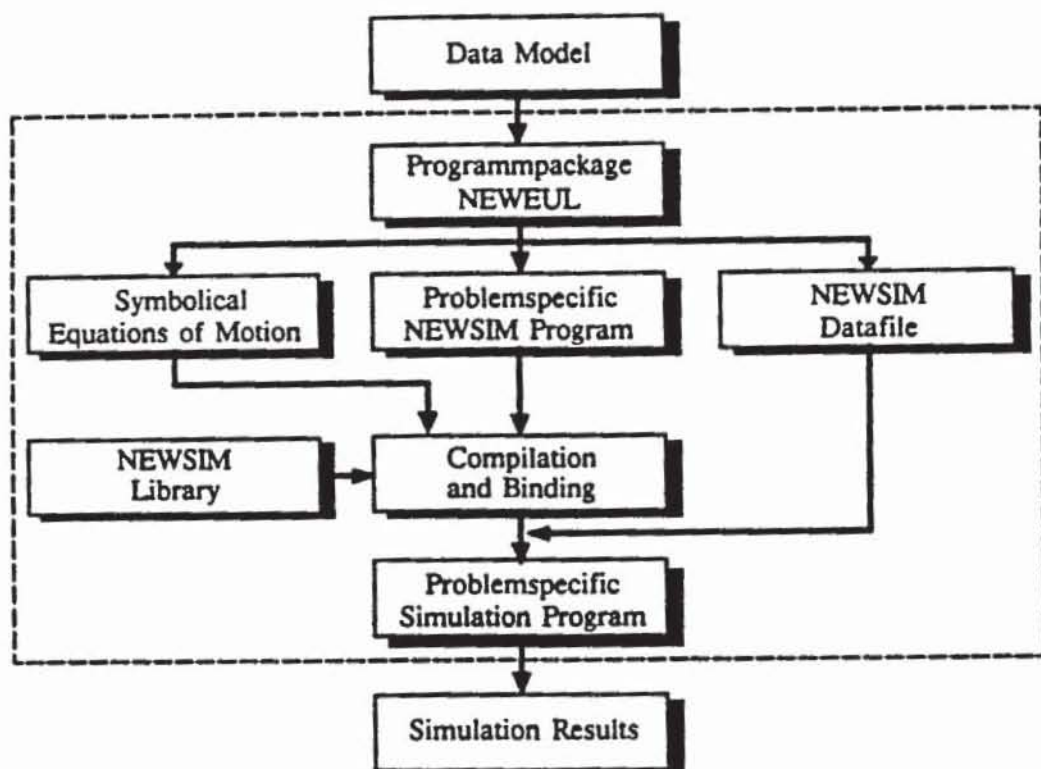 Data Model
Programmpackage
NEWEUL
Symbolical
Equations of Motion
Problemspecific
NEWSIM Program
NEWSIM
Datafile
NEWSIM
Library
Compilation
and Binding
Problemspecific
Simulation Program
Simulation Results